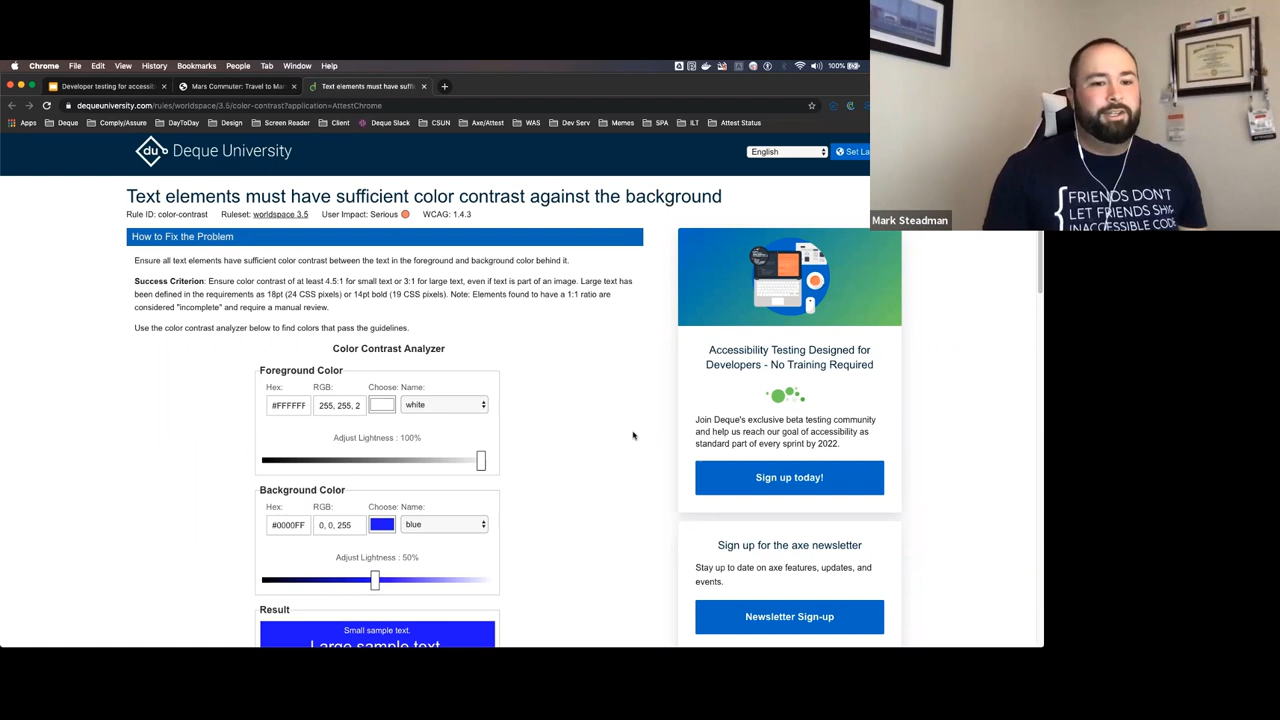 Chrome File Edit View History Bookmarks People Tab Window Help 100%
Developer testing for accessib Mars Commuter: Travel to Mar Text elements must have suffic
dequeuniversity.com/rules/worldspace/3.5/color-contrast?application=AttestChrome
Apps Deque Comply/Assure DayToDay Design Screen Reader Client Deque Slack CSUN Axe/Attest WAS Dev Serv Memes SPA ILT Attest Status
du Deque University
English
Set La
Text elements must have sufficient color contrast against the background
Rule ID: color-contrast Ruleset: worldspace 3.5 User Impact: Serious WCAG: 1.4.3
How to Fix the Problem
Ensure all text elements have sufficient color contrast between the text in the foreground and background color behind it.
Success Criterion: Ensure color contrast of at least 4.5:1 for small text or 3:1 for large text, even if text is part of an image. Large text has
been defined in the requirements as 18pt (24 CSS pixels) or 14pt bold (19 CSS pixels). Note: Elements found to have a 1:1 ratio are
considered "incomplete" and require a manual review.
Use the color contrast analyzer below to find colors that pass the guidelines.
Color Contrast Analyzer
Foreground Color
Hex: RGB: Choose: Name:
#FFFFFF 255, 255, 2 white
Adjust Lightness : 100%
Background Color
Hex: RGB: Choose: Name:
#0000FF 0, 0, 255 blue
Adjust Lightness : 50%
Result
Small sample text.
Large sample text
Accessibility Testing Designed for
Developers - No Training Required
Join Deque's exclusive beta testing community
and help us reach our goal of accessibility as
standard part of every sprint by 2022.
Sign up today!
Sign up for the axe newsletter
Stay up to date on axe features, updates, and
events.
Newsletter Sign-up
Mark Steadman
{FRIENDS DON'T
LET FRIENDS SHIP
INACCESSIBLE CODE